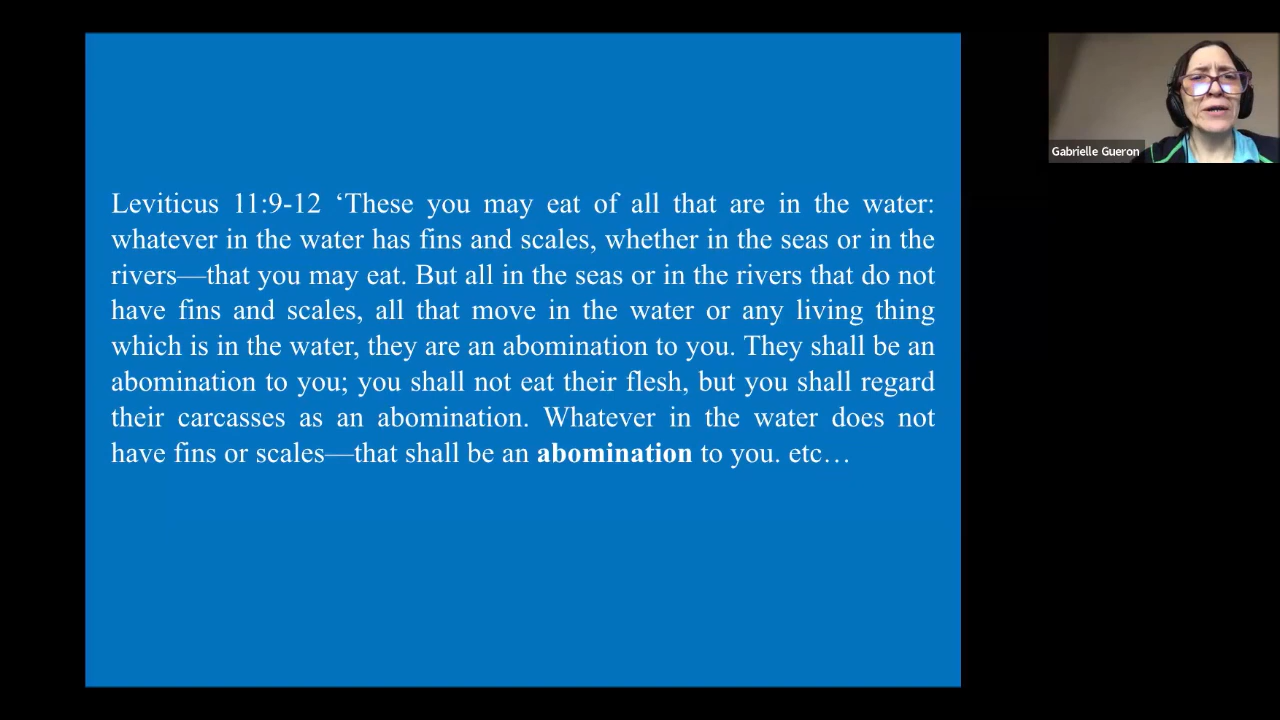 Leviticus 11:9-12 ‘These you may eat of all that are in the water:
whatever in the water has fins and scales, whether in the seas or in the
rivers—that you may eat. But all in the seas or in the rivers that do not
have fins and scales, all that move in the water or any living thing
which is in the water, they are an abomination to you. They shall be an
abomination to you; you shall not eat their flesh, but you shall regard
their carcasses as an abomination. Whatever in the water does not
have fins or scales—that shall be an abomination to you. etc…
Gabrielle Gueron